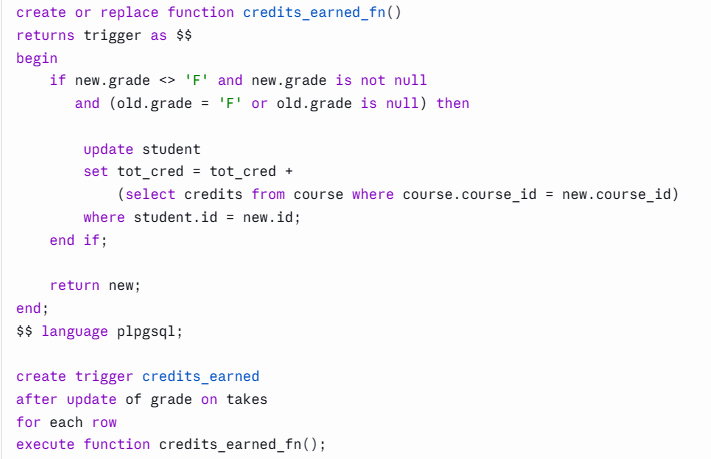 create or replace function credits_earned_fn()
returns trigger as $$
begin
    if new.grade <> 'F' and new.grade is not null
       and (old.grade = 'F' or old.grade is null) then

        update student
        set tot_cred = tot_cred +
            (select credits from course where course.course_id = new.course_id)
        where student.id = new.id;
    end if;

    return new;
end;
$$ language plpgsql;

create trigger credits_earned
after update of grade on takes
for each row
execute function credits_earned_fn();